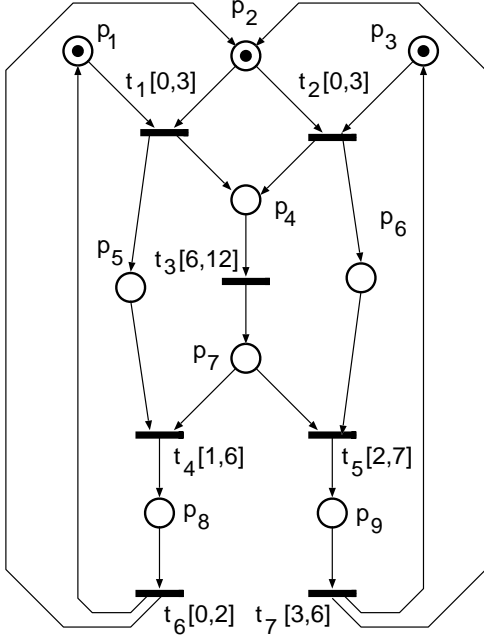 p2
p1 p3
t1[0,3] t2[0,3]
p4 p6
p5 t3[6,12]
p7
t4[1,6] t5[2,7]
p8 p9
t6[0,2] t7[3,6]